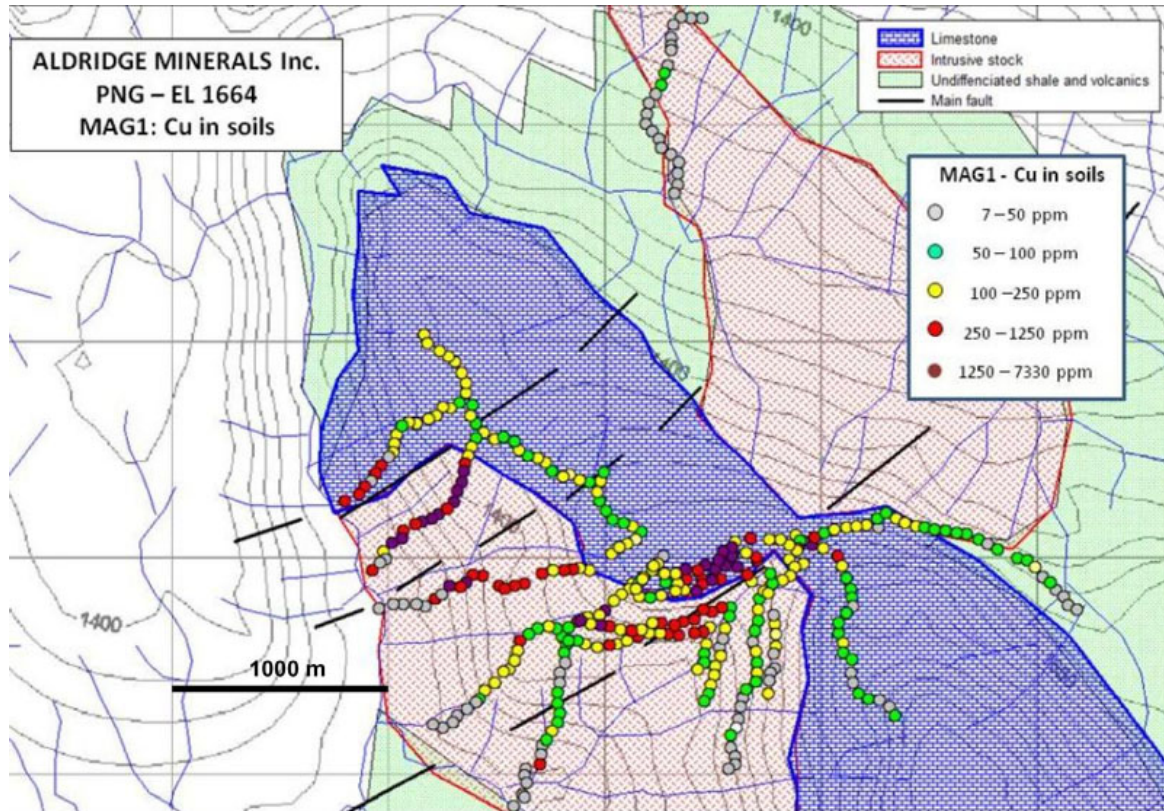 ALDRIDGE MINERALS Inc.
PNG – EL 1664
MAG1: Cu in soils
1400
Limestone
Intrusive stock
Undiffenciated shale and volcanics
Main fault
MAG1 - Cu in soils
7 – 50 ppm
50 – 100 ppm
100 – 250 ppm
250 – 1250 ppm
1250 – 7330 ppm
1400
1400
1400
1000 m